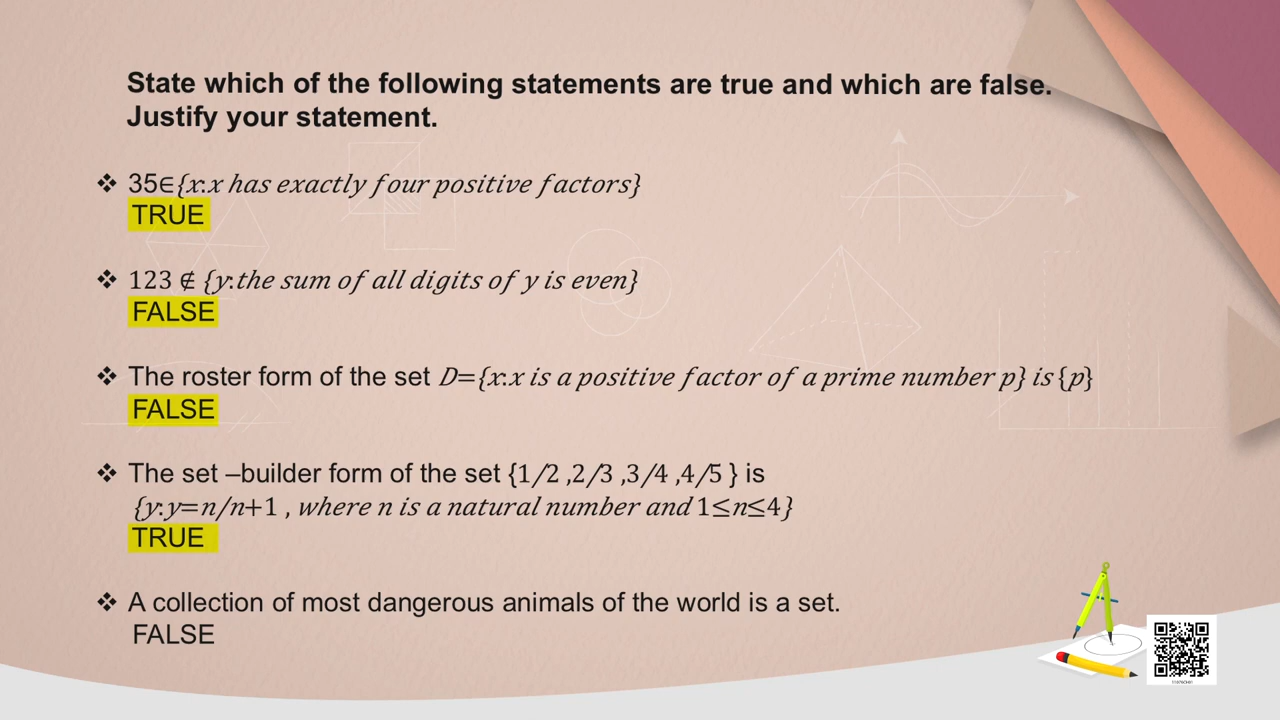 State which of the following statements are true and which are false.
Justify your statement.
❖ 35∈{x:x has exactly four positive factors}
TRUE
❖ 123 ∉ {y:the sum of all digits of y is even}
FALSE
❖ The roster form of the set D={x:x is a positive factor of a prime number p} is {p}
FALSE
❖ The set –builder form of the set {1/2 ,2/3 ,3/4 ,4/5 } is
{y:y=n/n+1 , where n is a natural number and 1≤n≤4}
TRUE
❖ A collection of most dangerous animals of the world is a set.
FALSE